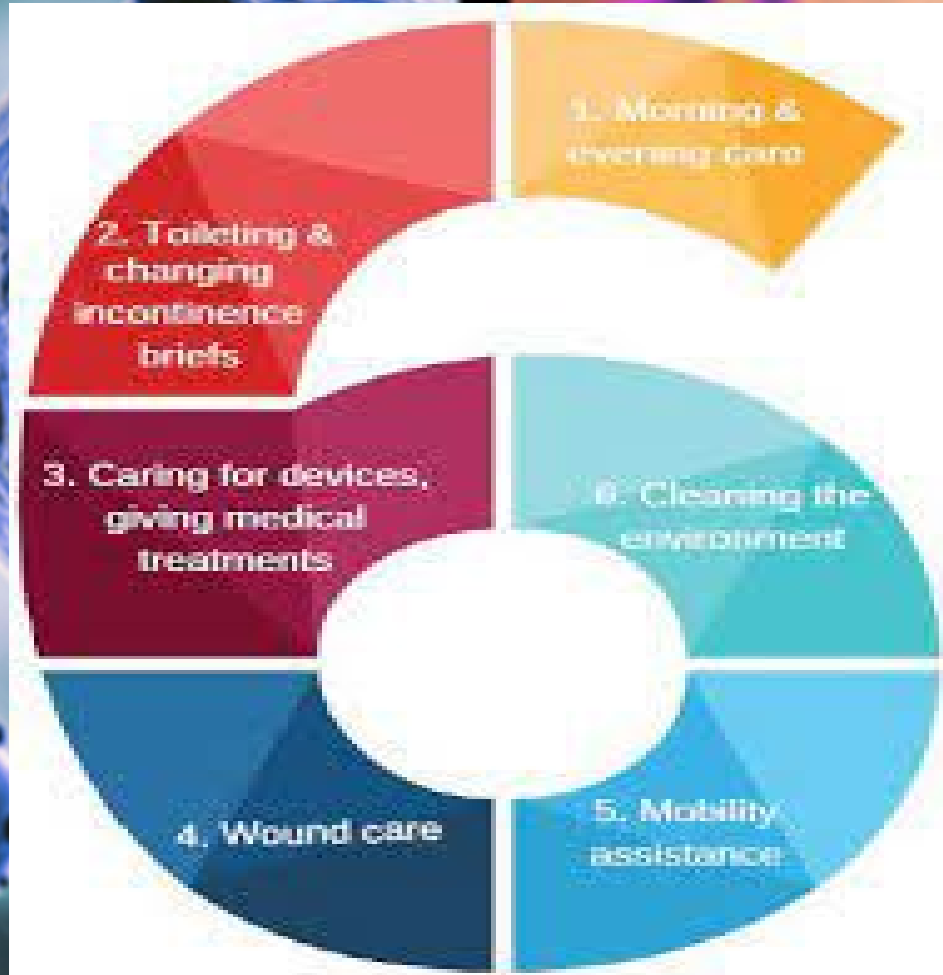 1. Morning &
evening care
2. Toileting &
changing
incontinence
briefs
3. Caring for devices,
giving medical
treatments
4. Wound care
5. Mobility
assistance
6. Cleaning the
environment